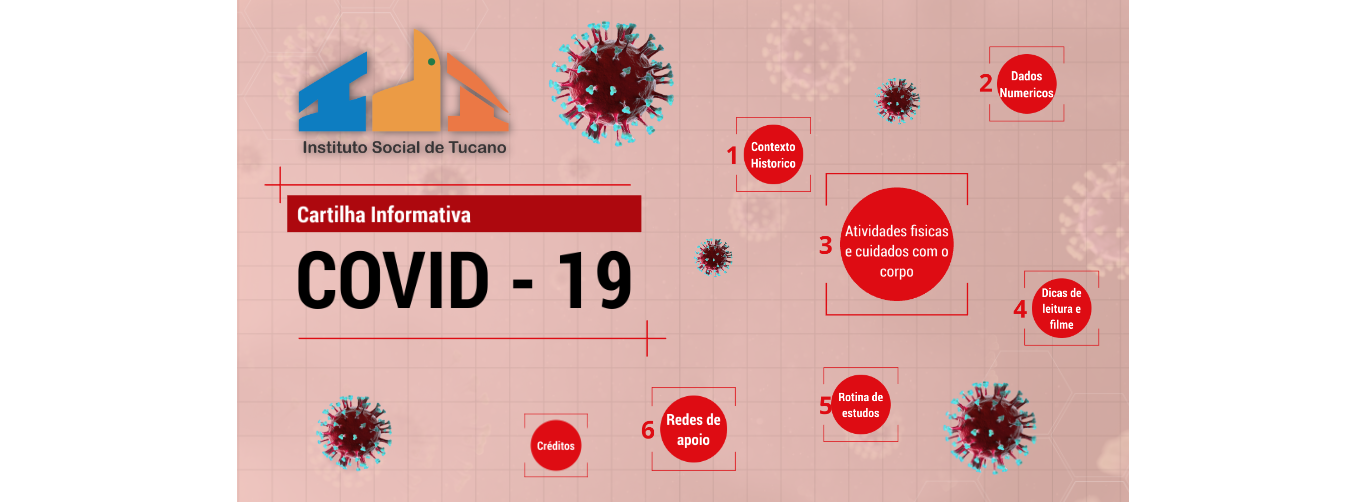 Instituto Social de Tucano
Cartilha Informativa
COVID - 19
1
Contexto
Historico
2
Dados
Numericos
3
Atividades fisicas
e cuidados com o
corpo
4
Dicas de
leitura e
filme
5
Rotina de
estudos
6
Redes de
apoio
Créditos